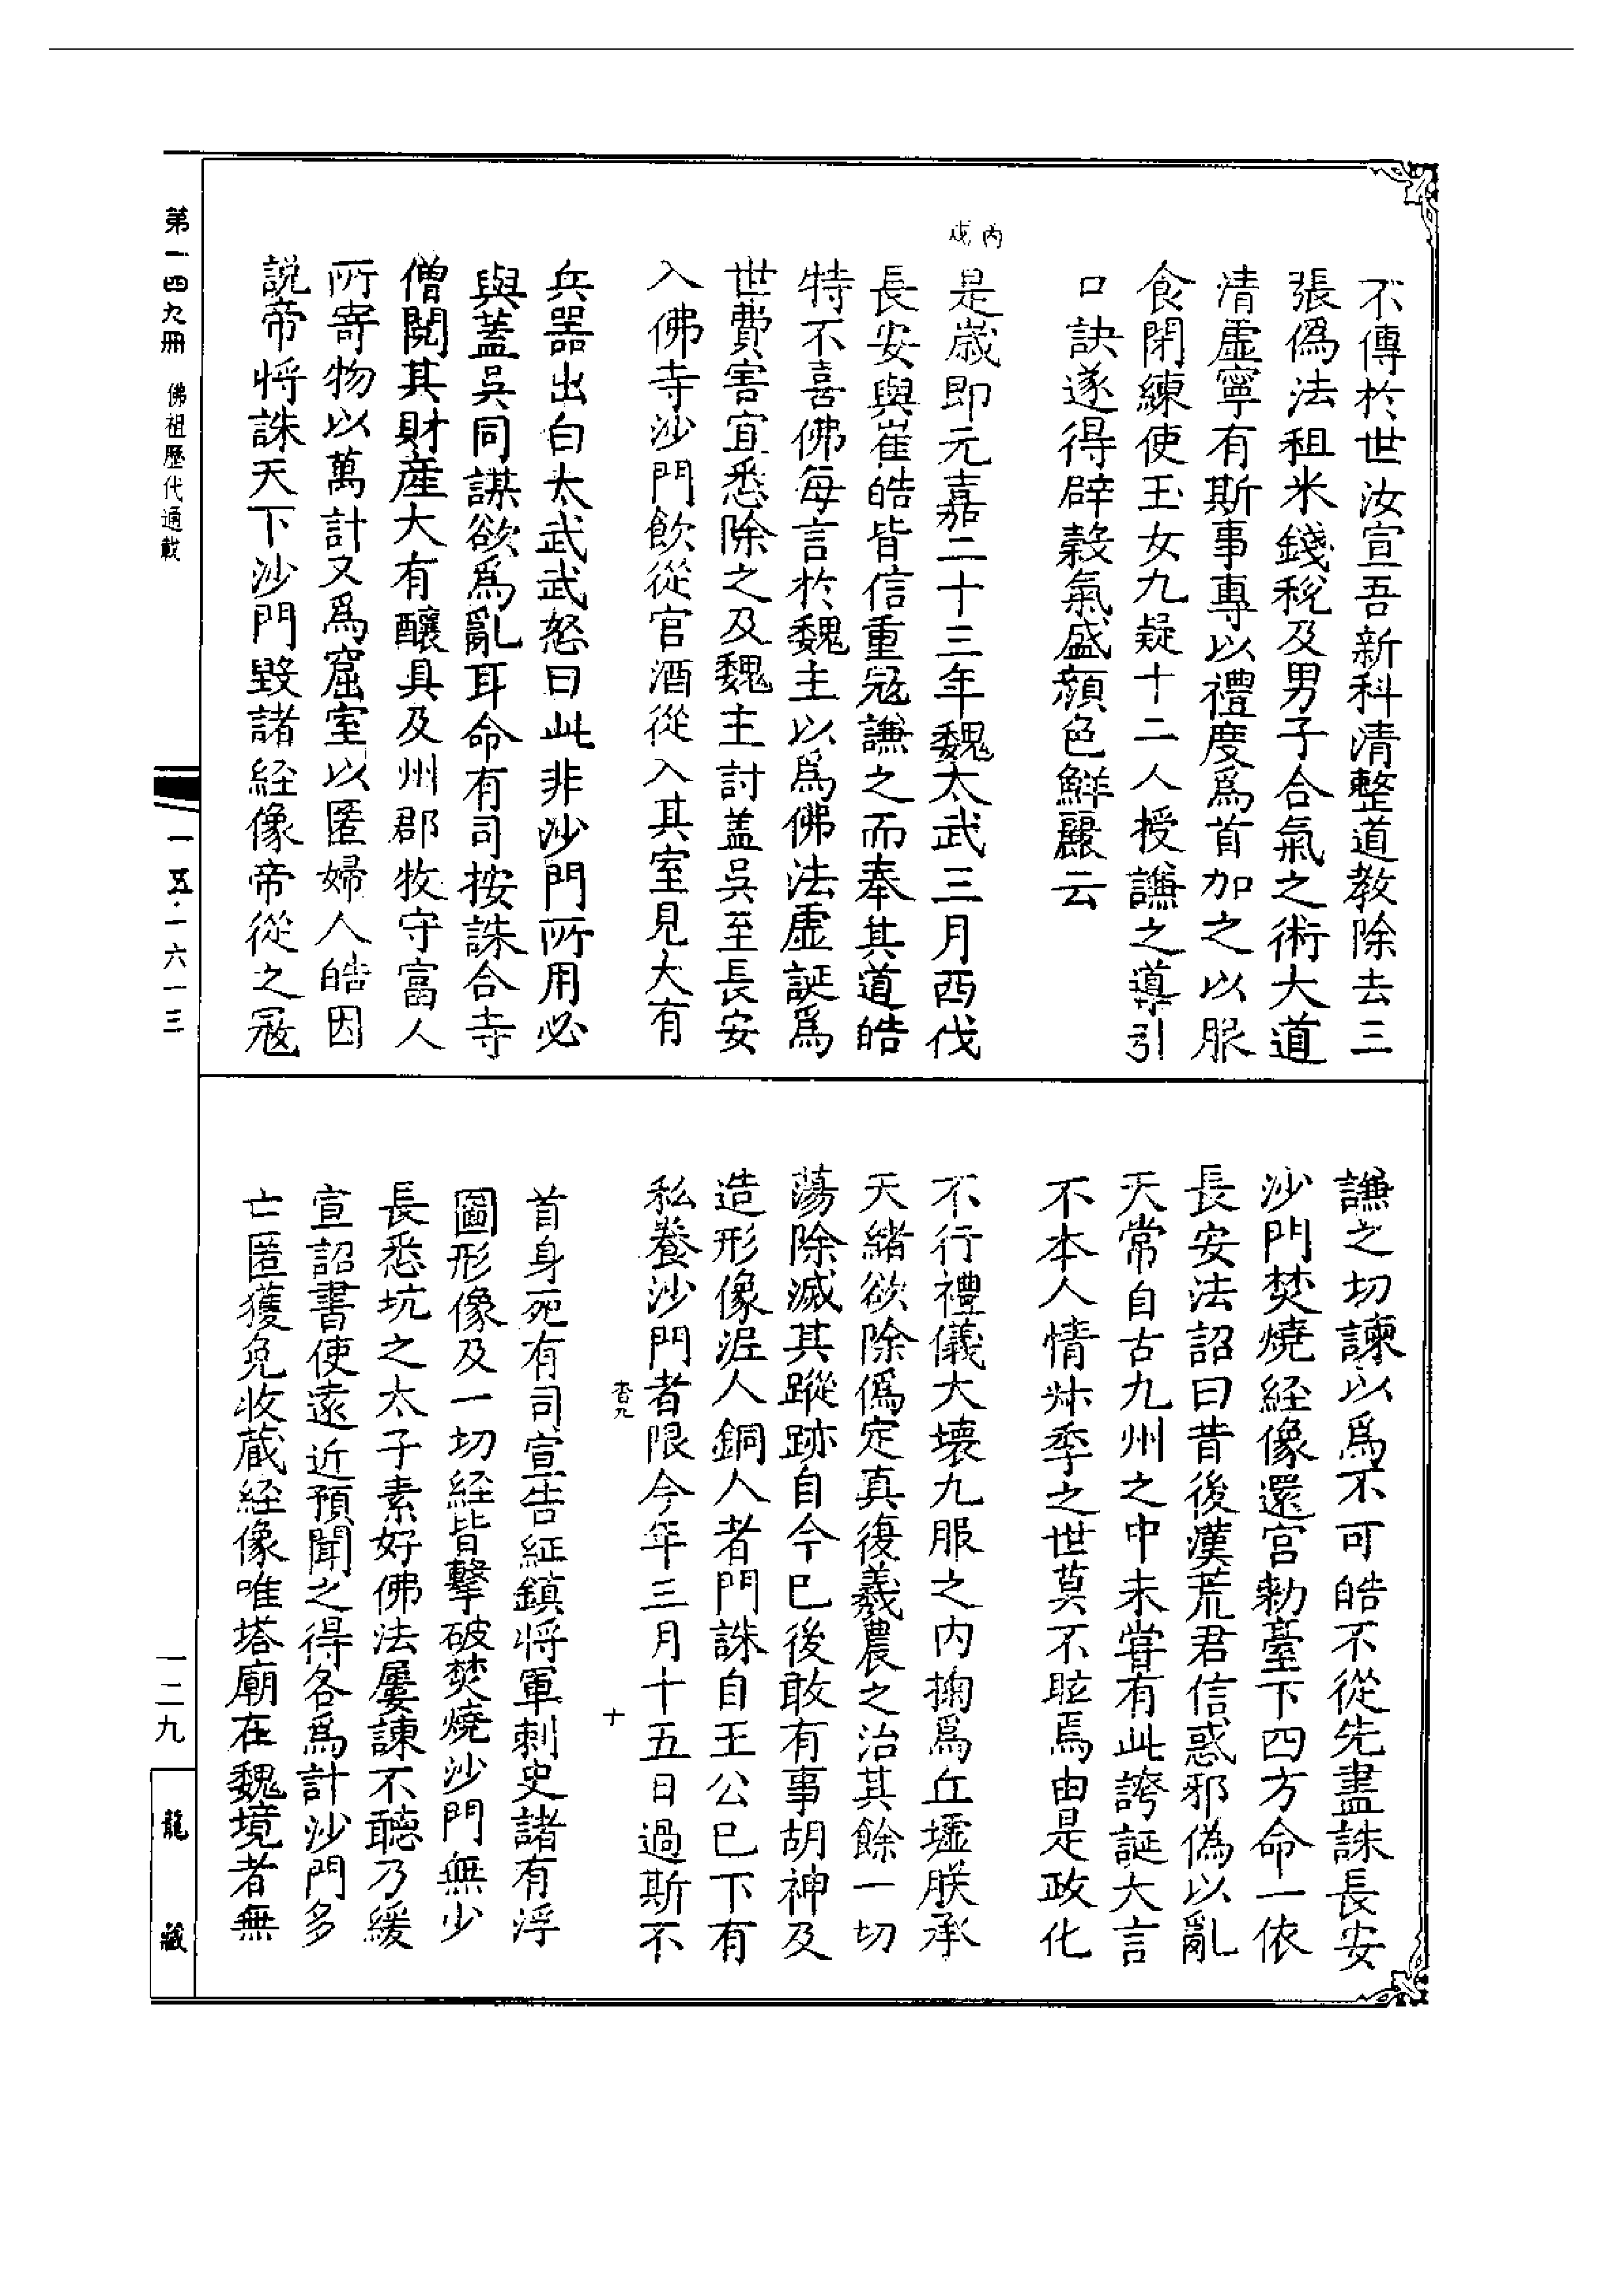 不傳於世汝宣吾新科清整道教除去三
張偽法租米錢稅及男子合氣之術大道
清虛寧有斯事專以禮度爲首加之以服
食閉練使玉女九疑十二人授謙之導引
口訣遂得辟穀氣盛顏色鮮麗云
丙戌
是歲即元嘉二十三年魏太武三月西伐
長安與崔皓皆信重寇謙之而奉其道皓
特不喜佛每言於魏主以爲佛法虛誕爲
世費害宜悉除之及魏主討蓋吳至長安
入佛寺沙門飲從官酒從入其室見大有
兵器出白太武武怒曰此非沙門所用必
與蓋吳同謀欲爲亂耳命有司按誅合寺
僧閱其財產大有釀具及州郡牧守富人
所寄物以萬計又爲窟室以匿婦人皓因
説帝將誅天下沙門毀諸経像帝從之寇
謙之切諫以爲不可皓不從先盡誅長安
沙門焚燒経像還宮勑臺下四方命一依
長安法詔曰昔後漢荒君信惑邪偽以亂
天常自古九州之中未甞有此誇誕大言
不本人情叔季之世莫不眩焉由是政化
不行禮儀大壞九服之內掬爲丘墟朕承
天緒欲除僞定真復羲農之治其餘一切
蕩除滅其蹤跡自今已後敢有事胡神及
造形像泥人銅人者門誅自王公已下有
私養沙門者限今年三月十五日過斯不
杳九
十
首身死有司宣告征鎮將軍刺史諸有浮
圖形像及一切経皆擊破焚燒沙門無少
長悉坑之太子素好佛法屢諫不聽乃緩
宣詔書使遠近預聞之得各爲計沙門多
亡匿獲免收蔵経像唯塔廟在魏境者無
第一四九冊 佛祖歷代通載
一五·一六一三
一二九
龍藏